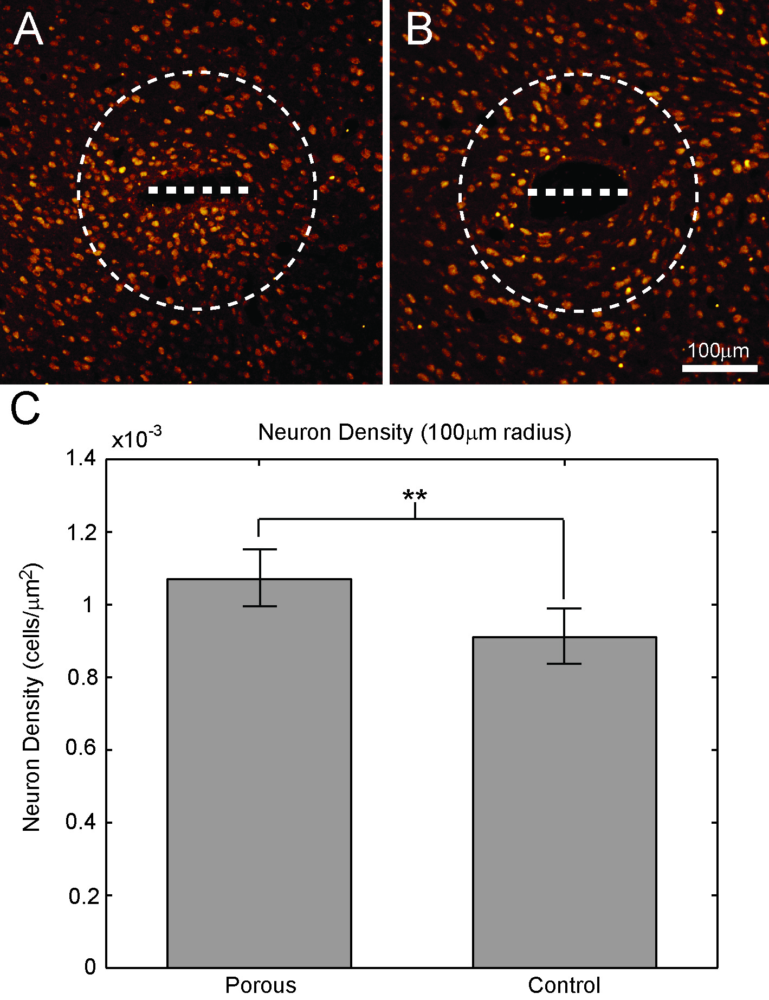 A
B
100μm
C
x10⁻³
Neuron Density (100μm radius)
1.4
**
1.2
1
0.8
0.6
0.4
0.2
0
Neuron Density (cells/μm²)
Porous
Control